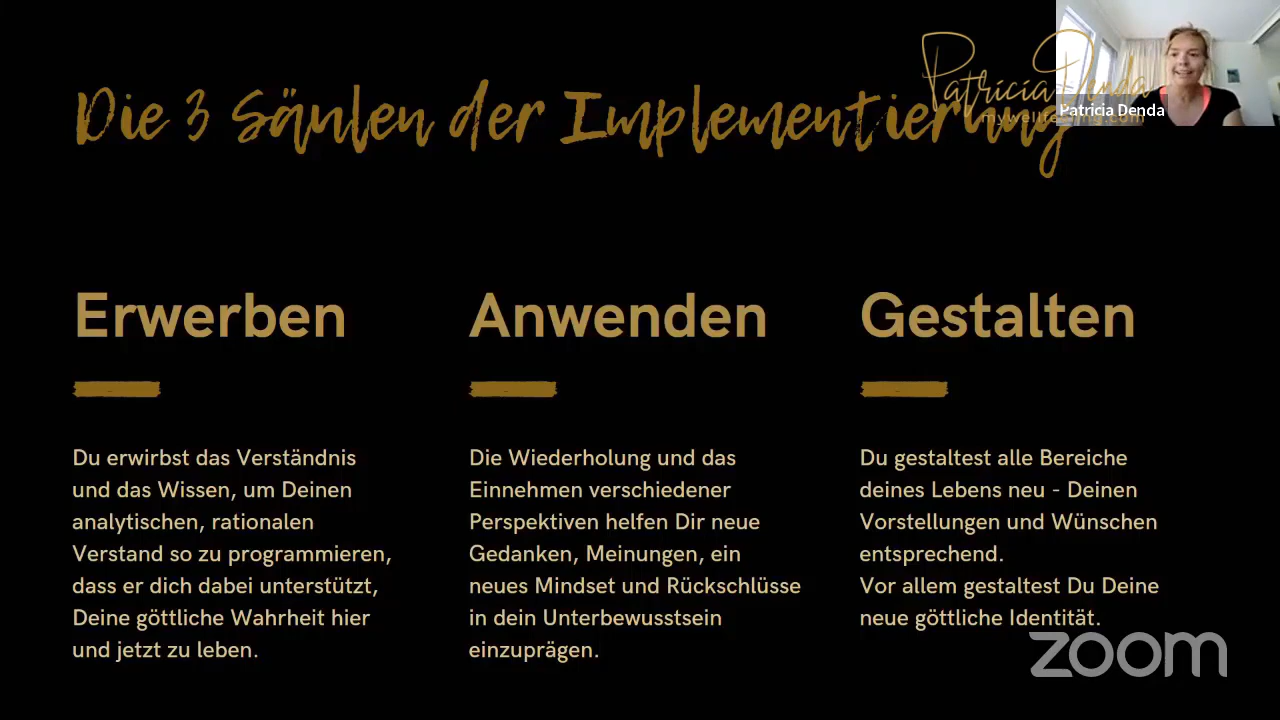 Patricia Denda
Die 3 Säulen der Implementierung
Patricia Denda
Erwerben
Du erwirbst das Verständnis
und das Wissen, um Deinen
analytischen, rationalen
Verstand so zu programmieren,
dass er dich dabei unterstützt,
Deine göttliche Wahrheit hier
und jetzt zu leben.
Anwenden
Die Wiederholung und das
Einnehmen verschiedener
Perspektiven helfen Dir neue
Gedanken, Meinungen, ein
neues Mindset und Rückschlüsse
in dein Unterbewusstsein
einzuprägen.
Gestalten
Du gestaltest alle Bereiche
deines Lebens neu - Deinen
Vorstellungen und Wünschen
entsprechend.
Vor allem gestaltest Du Deine
neue göttliche Identität.
zoom